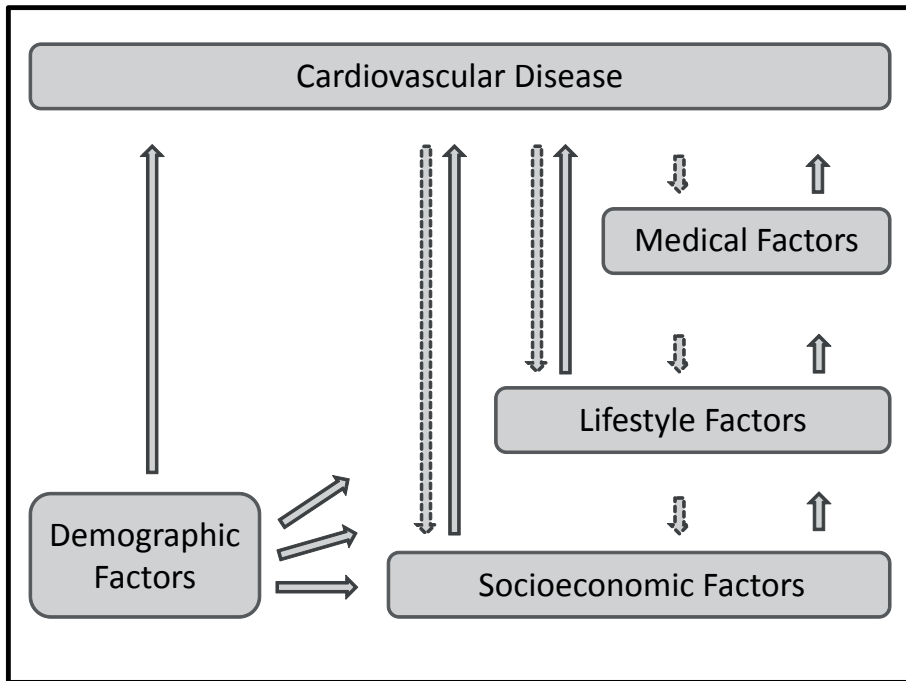 Cardiovascular Disease
Medical Factors
Lifestyle Factors
Demographic
Factors
Socioeconomic Factors